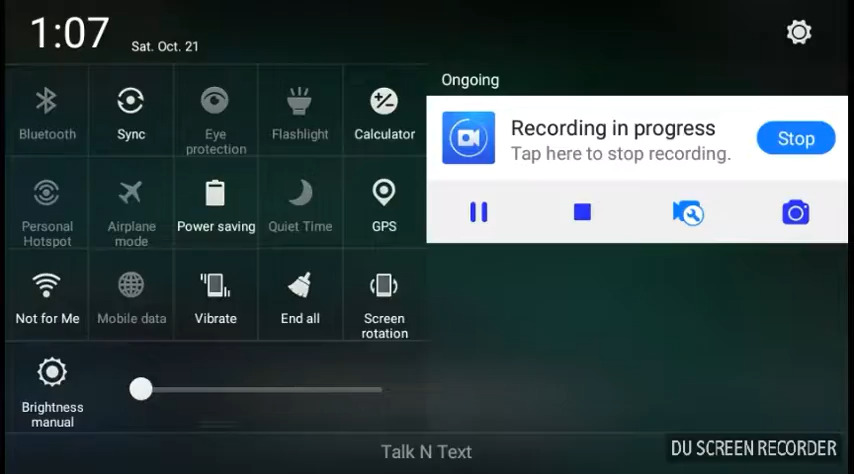 1:07
Sat. Oct. 21
Bluetooth
Sync
Eye
protection
Flashlight
Calculator
Personal
Hotspot
Airplane
mode
Power saving
Quiet Time
GPS
Not for Me
Mobile data
Vibrate
End all
Screen
rotation
Brightness
manual
Ongoing
Recording in progress
Tap here to stop recording.
Stop
Talk N Text
DU SCREEN RECORDER